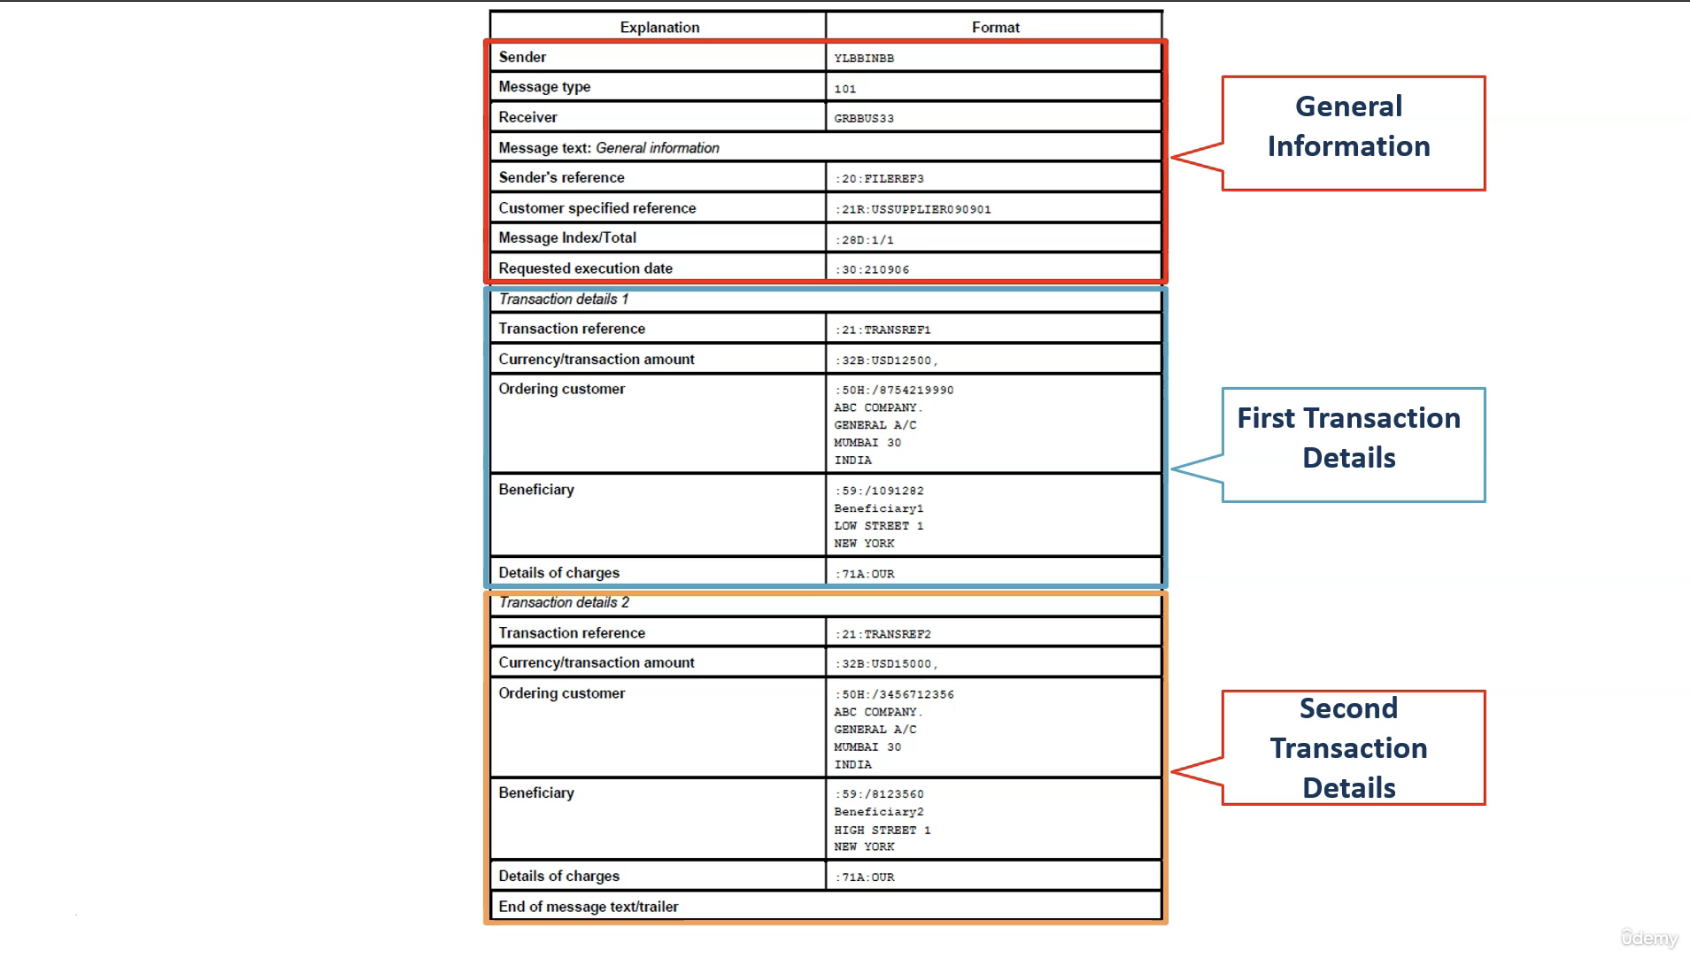 Explanation Format
Sender YLBBINBB
Message type 101
Receiver GRBBUS33
Message text: General information
Sender's reference :20:FILEREF3
Customer specified reference :21R:USSUPPLIER090901
Message Index/Total :28D:1/1
Requested execution date :30:210906
General
Information
Transaction details 1
Transaction reference :21:TRANSREF1
Currency/transaction amount :32B:USD12500,
Ordering customer :50H:/8754219990
ABC COMPANY.
GENERAL A/C
MUMBAI 30
INDIA
Beneficiary :59:/1091282
Beneficiary1
LOW STREET 1
NEW YORK
Details of charges :71A:OUR
First Transaction
Details
Transaction details 2
Transaction reference :21:TRANSREF2
Currency/transaction amount :32B:USD15000,
Ordering customer :50H:/3456712356
ABC COMPANY.
GENERAL A/C
MUMBAI 30
INDIA
Beneficiary :59:/8123560
Beneficiary2
HIGH STREET 1
NEW YORK
Details of charges :71A:OUR
End of message text/trailer
Second
Transaction
Details
ûdemy